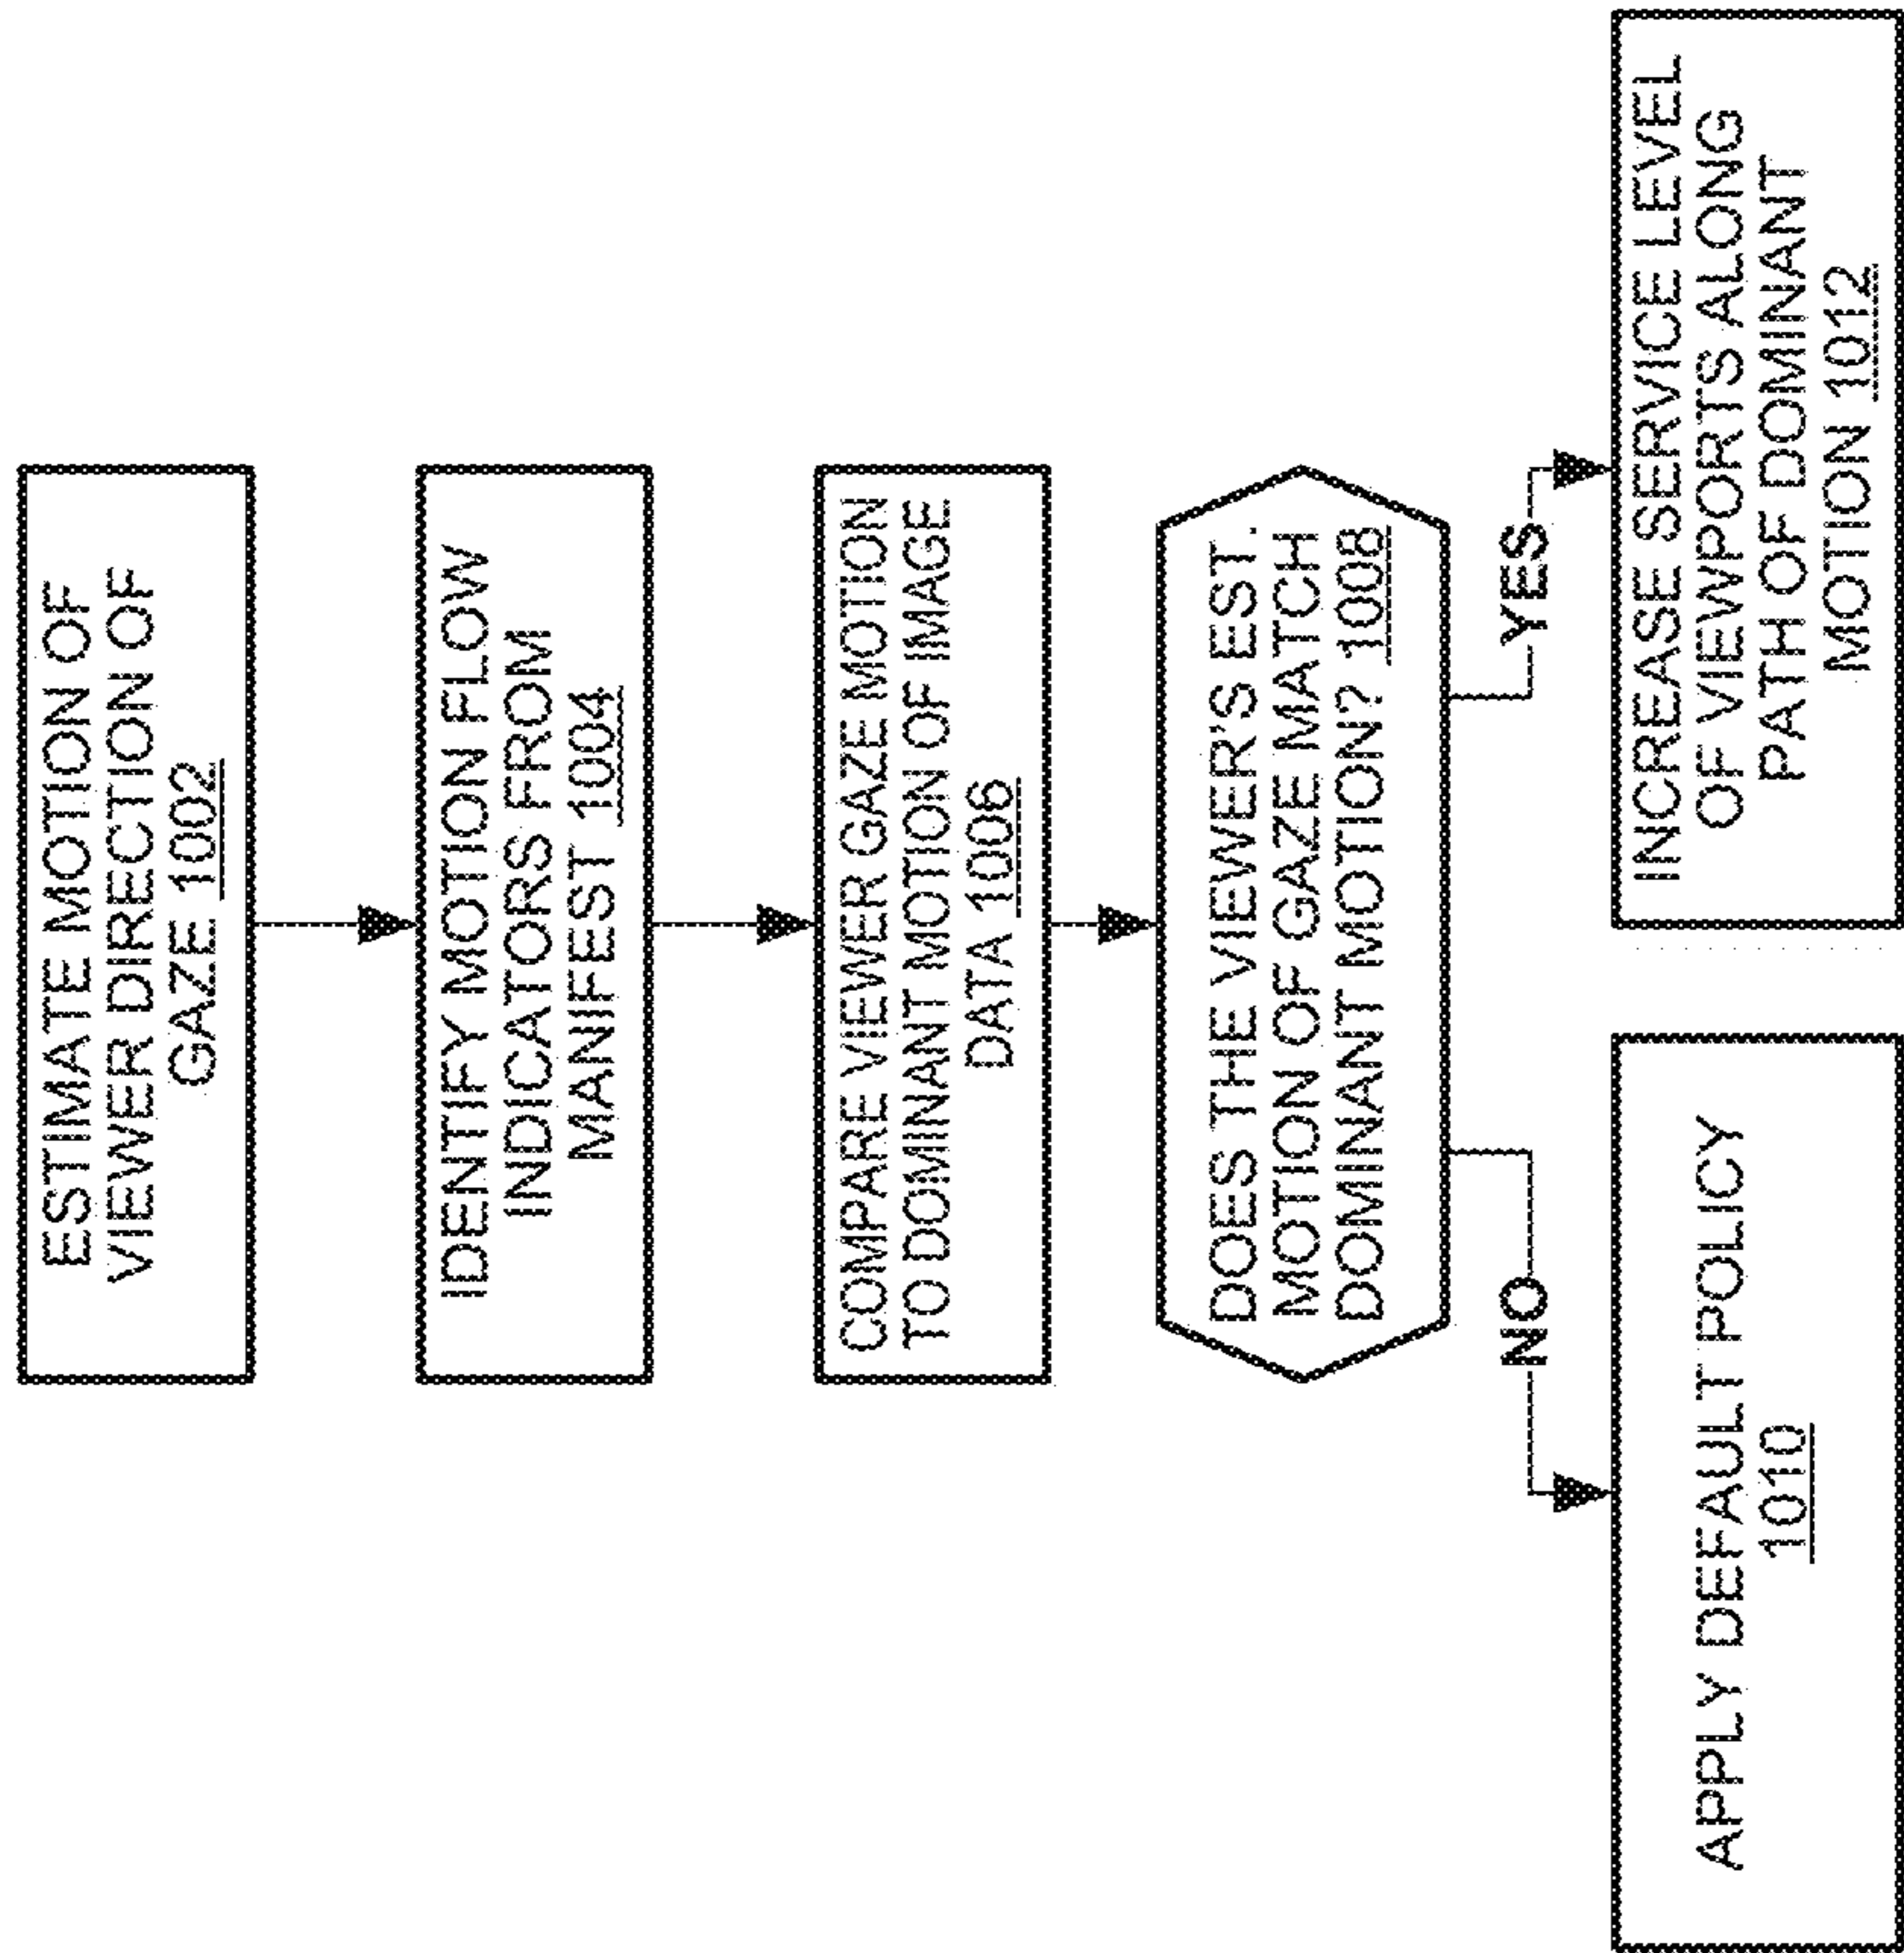 ESTIMATE MOTION OF
VIEWER DIRECTION OF
GAZE 1002
IDENTIFY MOTION FLOW
INDICATORS FROM
MANIFEST 1004
COMPARE VIEWER GAZE MOTION
TO DOMINANT MOTION OF IMAGE
DATA 1006
DOES THE VIEWER'S EST.
MOTION OF GAZE MATCH
DOMINANT MOTION? 1008
NO
YES
APPLY DEFAULT POLICY
1010
INCREASE SERVICE LEVEL
OF VIEWPORTS ALONG
PATH OF DOMINANT
MOTION 1012